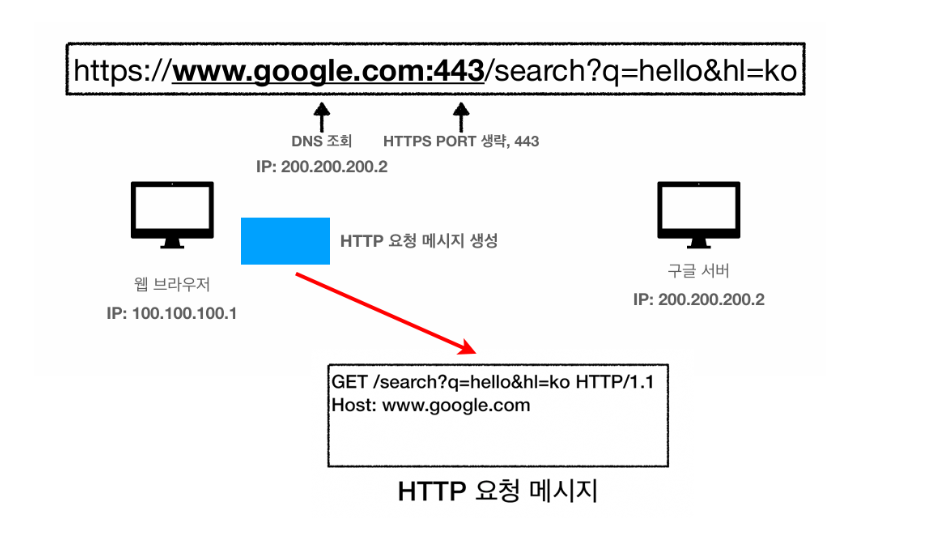 https://www.google.com:443/search?q=hello&hl=ko
DNS 조회
HTTPS PORT 생략, 443
IP: 200.200.200.2
HTTP 요청 메시지 생성
웹 브라우저
IP: 100.100.100.1
구글 서버
IP: 200.200.200.2
GET /search?q=hello&hl=ko HTTP/1.1
Host: www.google.com
HTTP 요청 메시지